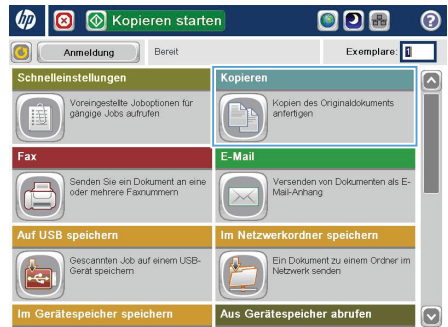 hp Kopieren starten ?
Anmeldung Bereit Exemplare: 1
Schnelleinstellungen
Voreingestellte Joboptionen für
gängige Jobs aufrufen
Kopieren
Kopien des Originaldokuments
anfertigen
Fax
Senden Sie ein Dokument an eine
oder mehrere Faxnummern
E-Mail
Versenden von Dokumenten als E-
Mail-Anhang
Auf USB speichern
Gescannten Job auf einem USB-
Gerät speichern
Im Netzwerkordner speichern
Ein Dokument zu einem Ordner im
Netzwerk senden
Im Gerätespeicher speichern
Aus Gerätespeicher abrufen